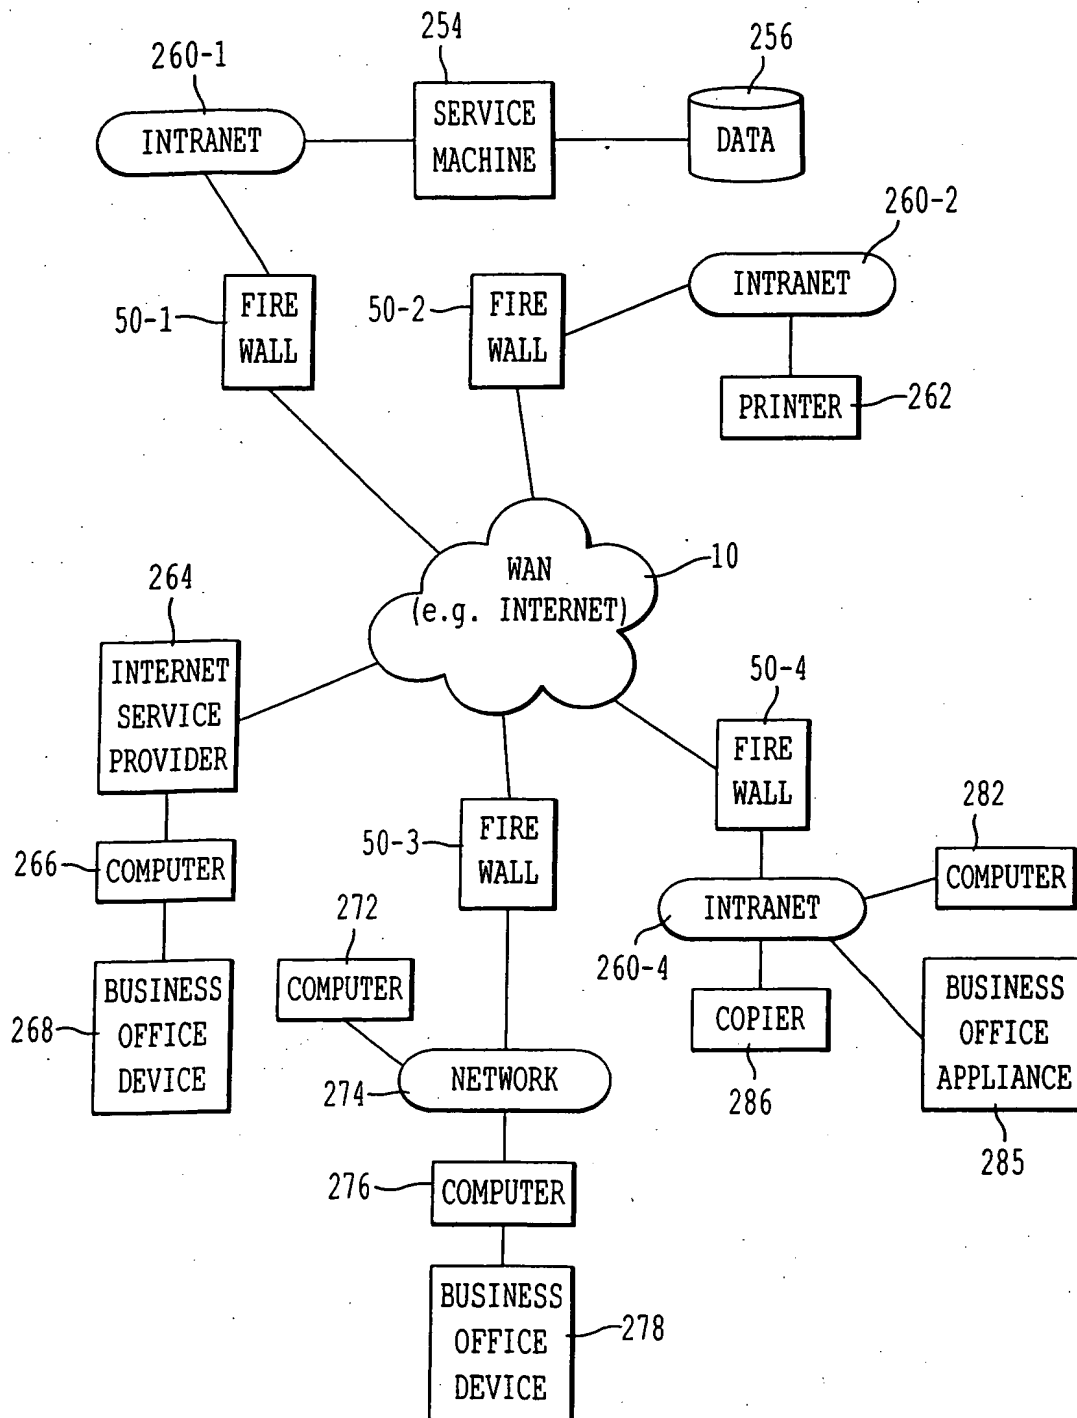 254
256
260-1
SERVICE
MACHINE
INTRANET
DATA
260-2
INTRANET
50-1
FIRE
WALL
50-2
FIRE
WALL
PRINTER
262
WAN
(e.g. INTERNET)
10
264
INTERNET
SERVICE
PROVIDER
50-4
FIRE
WALL
50-3
FIRE
WALL
282
266
COMPUTER
COMPUTER
272
INTRANET
260-4
COMPUTER
BUSINESS
OFFICE
DEVICE
268
COPIER
286
BUSINESS
OFFICE
APPLIANCE
285
274
NETWORK
276
COMPUTER
BUSINESS
OFFICE
DEVICE
278